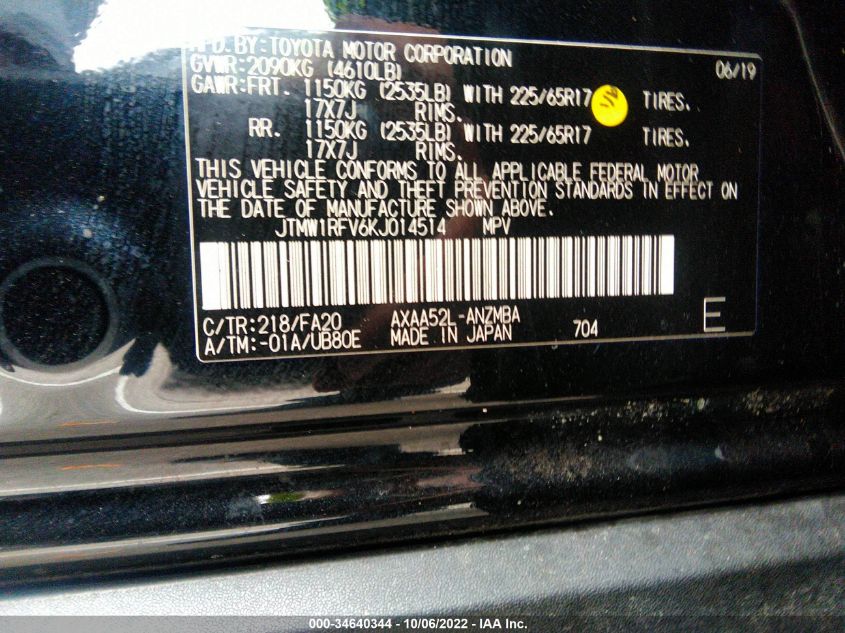 MFD. BY: TOYOTA MOTOR CORPORATION 06/19
GVWR: 2090KG (4610LB)
GAWR: FRT. 1150KG (2535LB) WITH 225/65R17 TIRES.
17X7J RIMS.
RR. 1150KG (2535LB) WITH 225/65R17 TIRES.
17X7J RIMS.
THIS VEHICLE CONFORMS TO ALL APPLICABLE FEDERAL MOTOR
VEHICLE SAFETY AND THEFT PREVENTION STANDARDS IN EFFECT ON
THE DATE OF MANUFACTURE SHOWN ABOVE.
JTMW1RFV6KJ014514 MPV
C/TR: 218/FA20 AXAA52L-ANZMBA
A/TM: -01A/UB80E MADE IN JAPAN 704 E
000-34640344 - 10/06/2022 - IAA Inc.